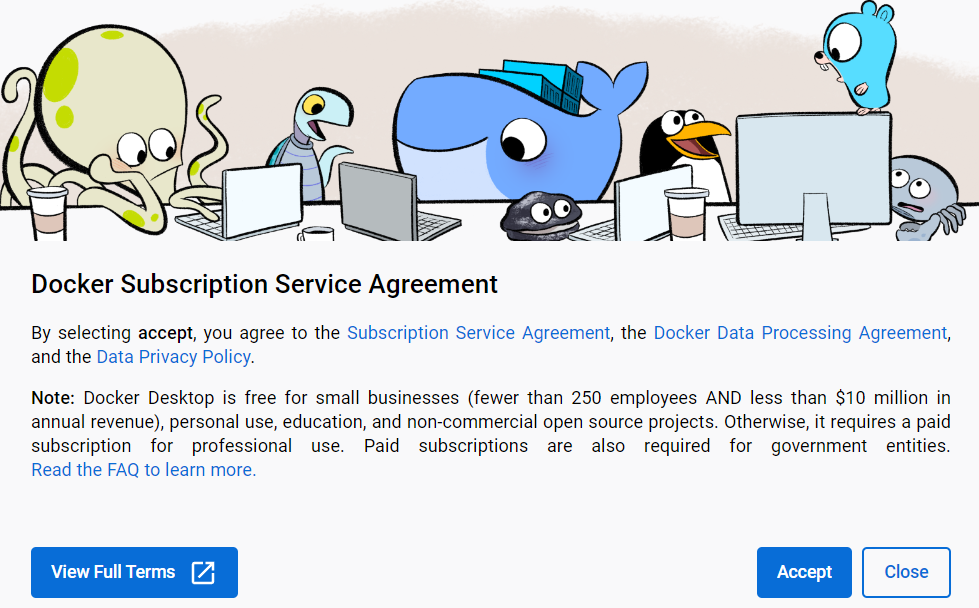 Docker Subscription Service Agreement
By selecting accept, you agree to the Subscription Service Agreement, the Docker Data Processing Agreement,
and the Data Privacy Policy.
Note: Docker Desktop is free for small businesses (fewer than 250 employees AND less than $10 million in
annual revenue), personal use, education, and non-commercial open source projects. Otherwise, it requires a paid
subscription for professional use. Paid subscriptions are also required for government entities.
Read the FAQ to learn more.
View Full Terms
Accept
Close